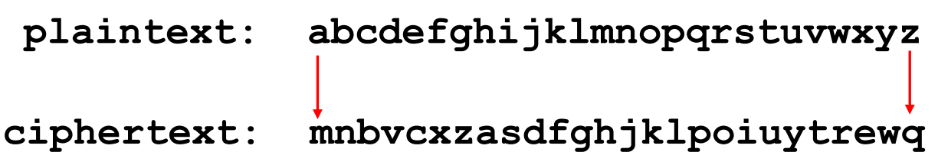 plaintext: abcdefghijklmnopqrstuvwxyz
ciphertext: mnbvcxzasdfghjklpoiuytrewq